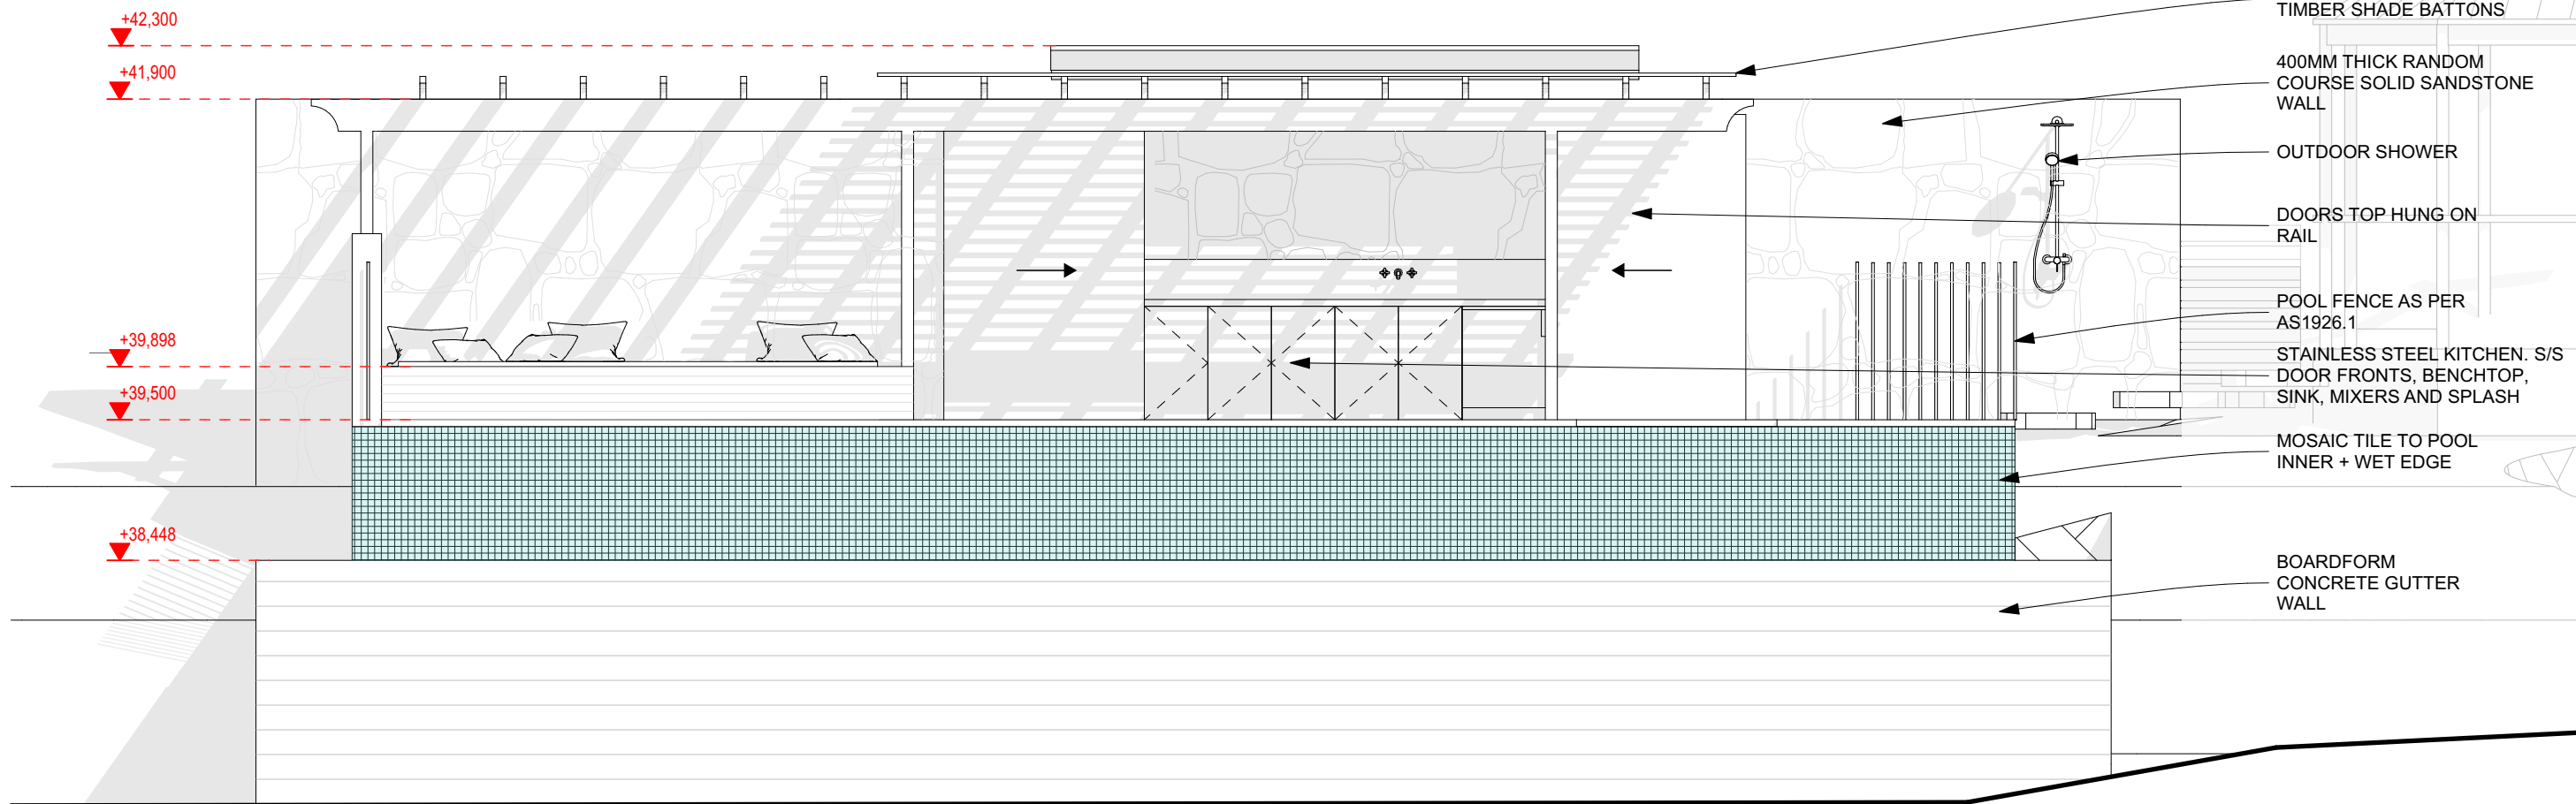 +42,300
+41,900
+39,898
+39,500
+38,448
TIMBER SHADE BATTONS
400MM THICK RANDOM
COURSE SOLID SANDSTONE
WALL
OUTDOOR SHOWER
DOORS TOP HUNG ON
RAIL
POOL FENCE AS PER
AS1926.1
STAINLESS STEEL KITCHEN. S/S
DOOR FRONTS, BENCHTOP,
SINK, MIXERS AND SPLASH
MOSAIC TILE TO POOL
INNER + WET EDGE
BOARDFORM
CONCRETE GUTTER
WALL